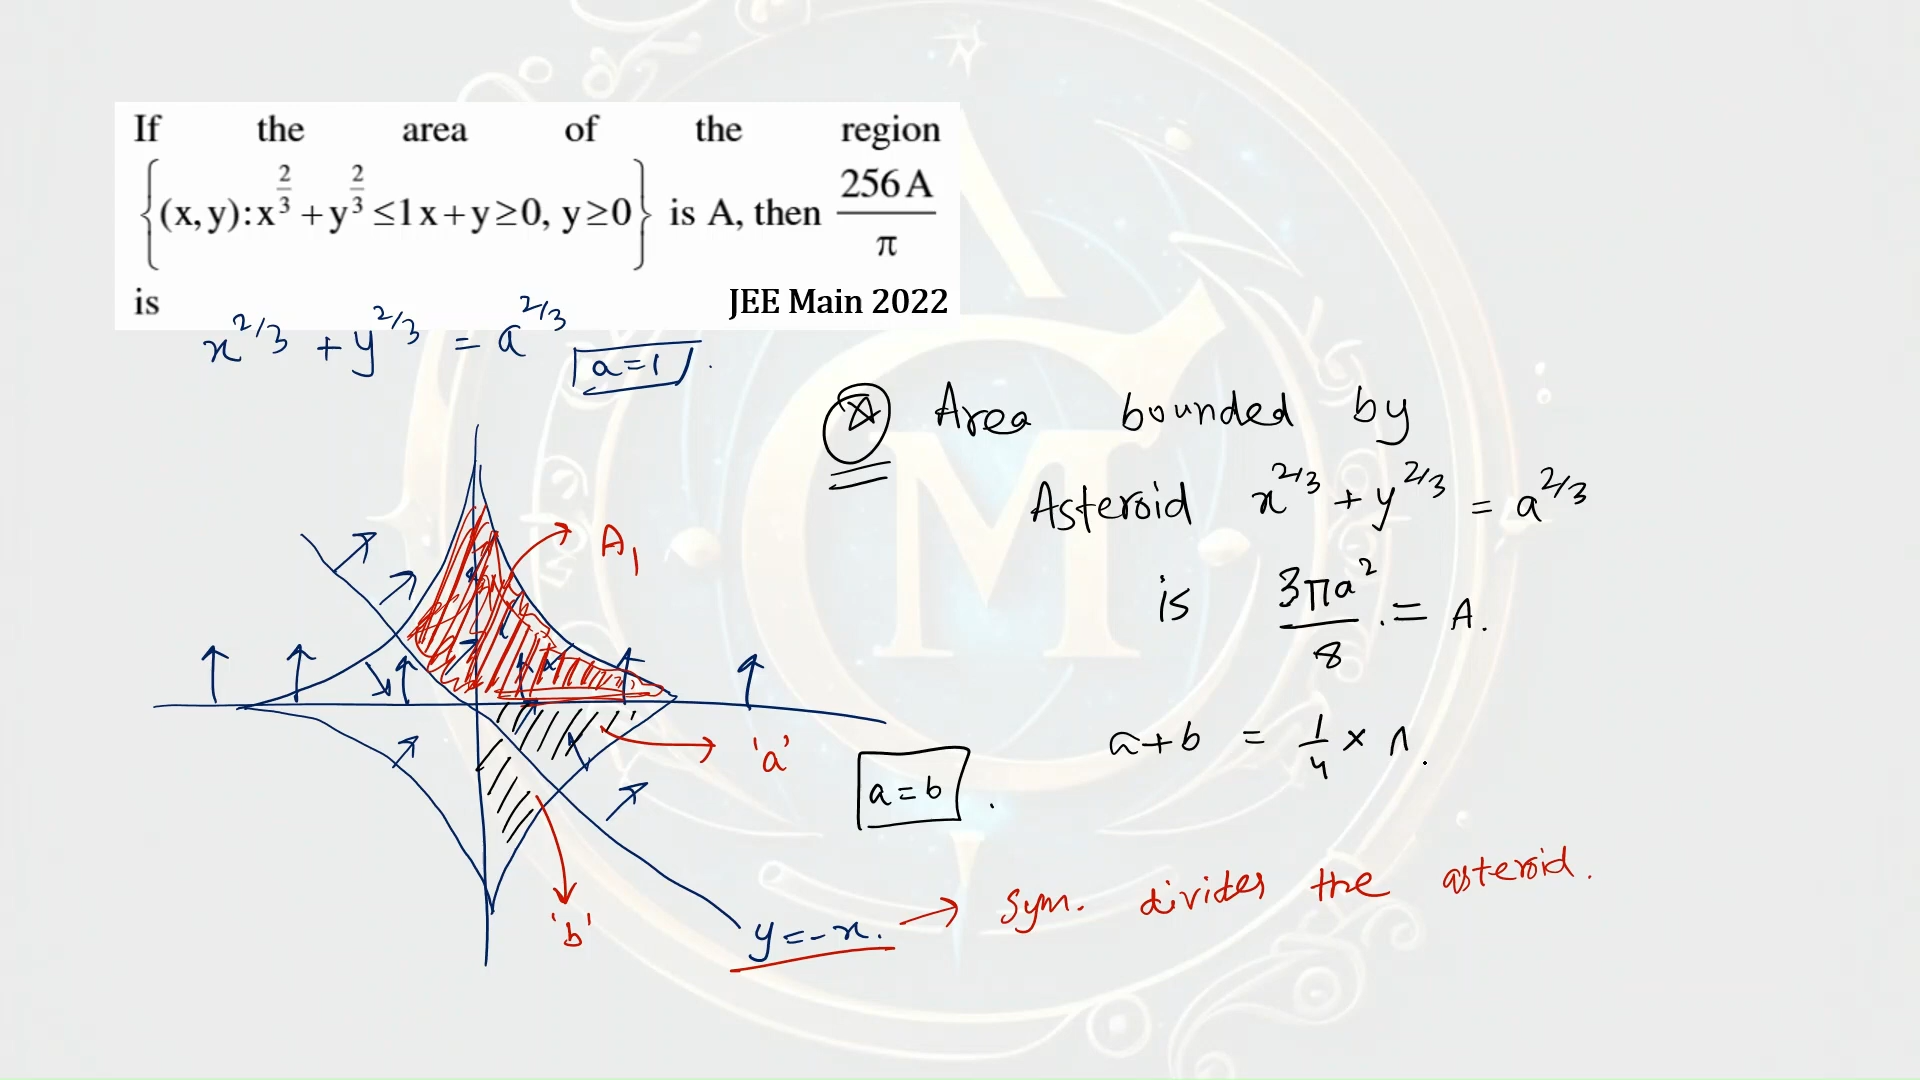 If the area of the region
{(x, y): x^{2/3} + y^{2/3} ≤ 1 x + y ≥ 0, y ≥ 0} is A, then 256 A / π
is
JEE Main 2022
x^{2/3} + y^{2/3} = a^{2/3}
a = 1 .
Area bounded by
Asteroid x^{2/3} + y^{2/3} = a^{2/3}
is 3πa²/8 . = A.
A₁
a+b = 1/4 × A.
'a'
a = b .
'b'
y = -x. → Sym. divides the asteroid.